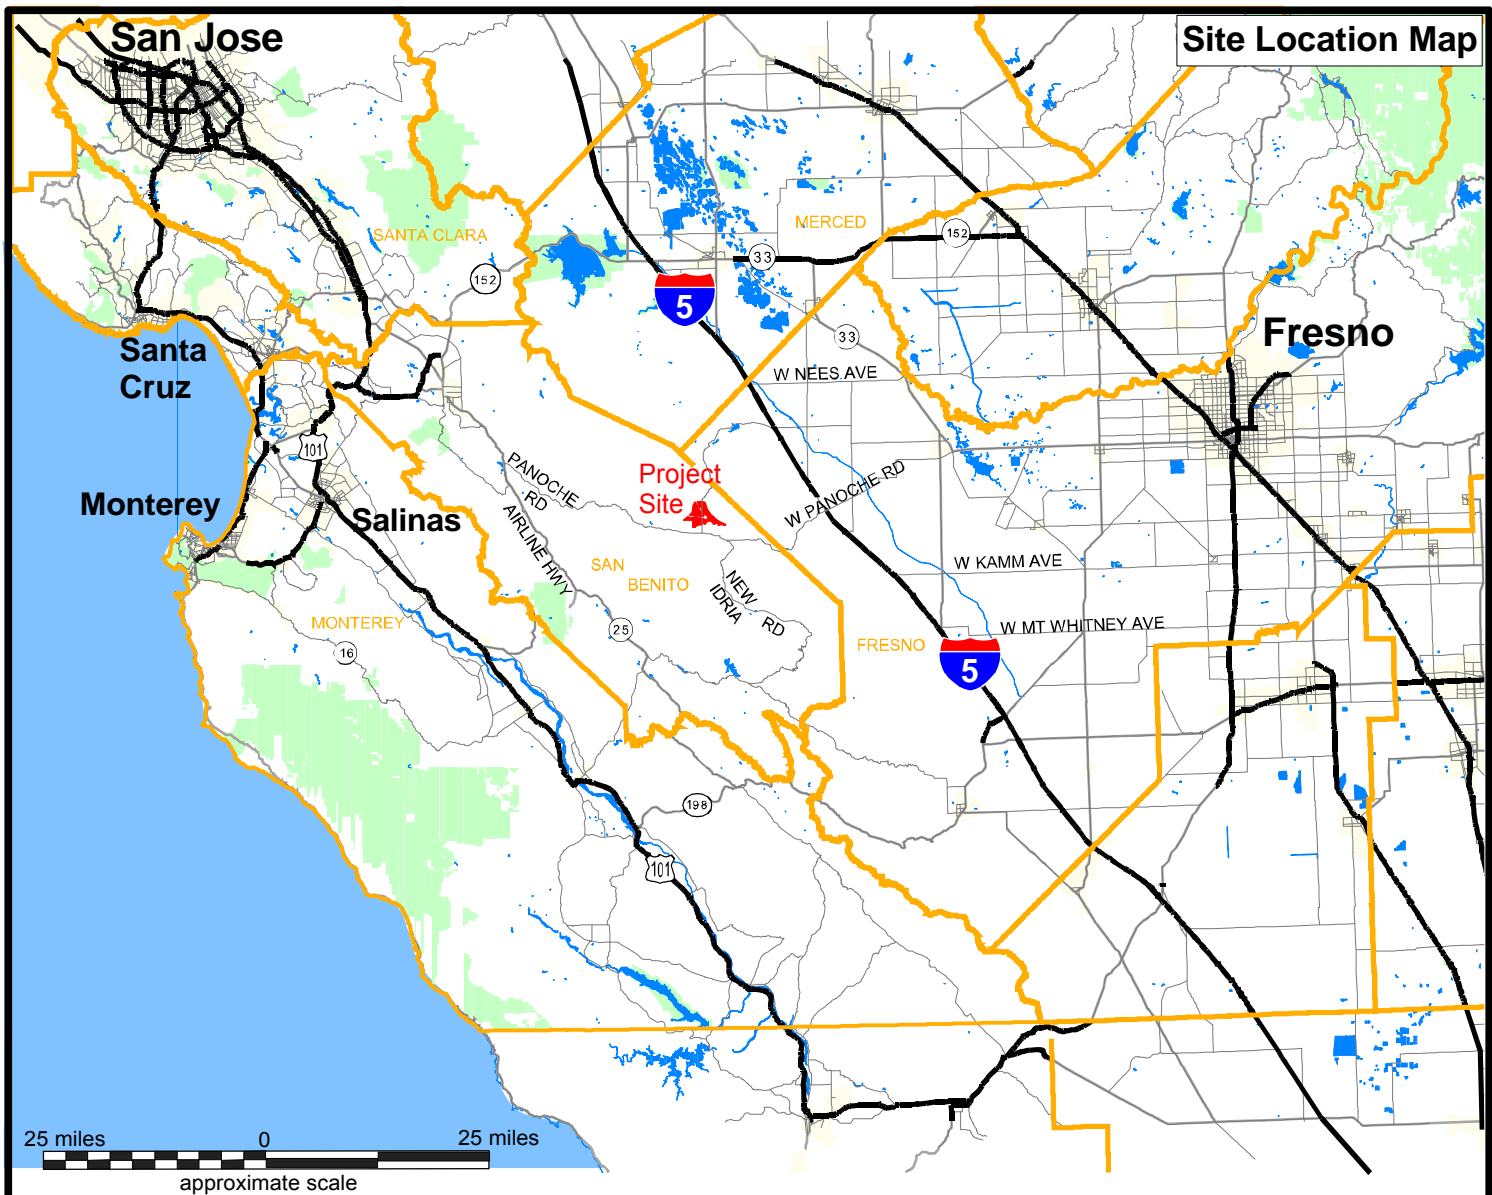 San Jose
Site Location Map
SANTA CLARA
MERCED
152
33
152
5
33
Santa
Cruz
Fresno
W NEES AVE
101
Monterey
Salinas
PANOCHE
RD
AIRLINE HWY
Project
Site
W PANOCHE RD
SAN
BENITO
NEW
IDRIA
RD
W KAMM AVE
MONTEREY
16
25
FRESNO
5
W MT WHITNEY AVE
198
101
25 miles
0
25 miles
approximate scale